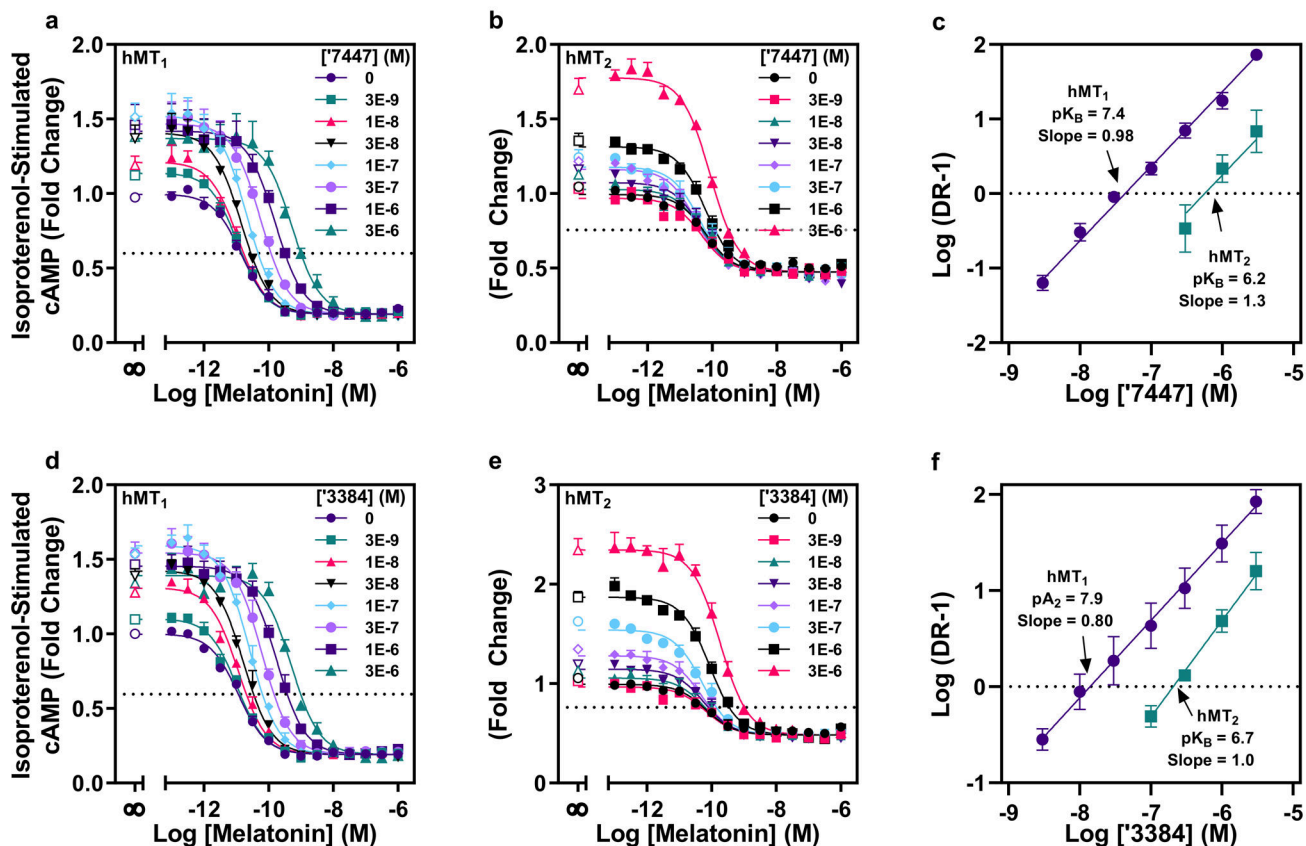 a
hMT1
['7447] (M)
0
3E-9
1E-8
3E-8
1E-7
3E-7
1E-6
3E-6
Isoproterenol-Stimulated
cAMP (Fold Change)
2.0
1.5
1.0
0.5
0.0
∞
-12
-10
-8
-6
Log [Melatonin] (M)
b
hMT2
['7447] (M)
0
3E-9
1E-8
3E-8
1E-7
3E-7
1E-6
3E-6
(Fold Change)
2.0
1.5
1.0
0.5
0.0
∞
-12
-10
-8
-6
Log [Melatonin] (M)
c
Log (DR-1)
2
1
0
-1
-2
hMT1
pKB = 7.4
Slope = 0.98
hMT2
pKB = 6.2
Slope = 1.3
-9
-8
-7
-6
-5
Log ['7447] (M)
d
hMT1
['3384] (M)
0
3E-9
1E-8
3E-8
1E-7
3E-7
1E-6
3E-6
Isoproterenol-Stimulated
cAMP (Fold Change)
2.0
1.5
1.0
0.5
0.0
∞
-12
-10
-8
-6
Log [Melatonin] (M)
e
hMT2
['3384] (M)
0
3E-9
1E-8
3E-8
1E-7
3E-7
1E-6
3E-6
(Fold Change)
3
2
1
0
∞
-12
-10
-8
-6
Log [Melatonin] (M)
f
Log (DR-1)
2
1
0
-1
hMT1
pA2 = 7.9
Slope = 0.80
hMT2
pKB = 6.7
Slope = 1.0
-9
-8
-7
-6
-5
Log ['3384] (M)